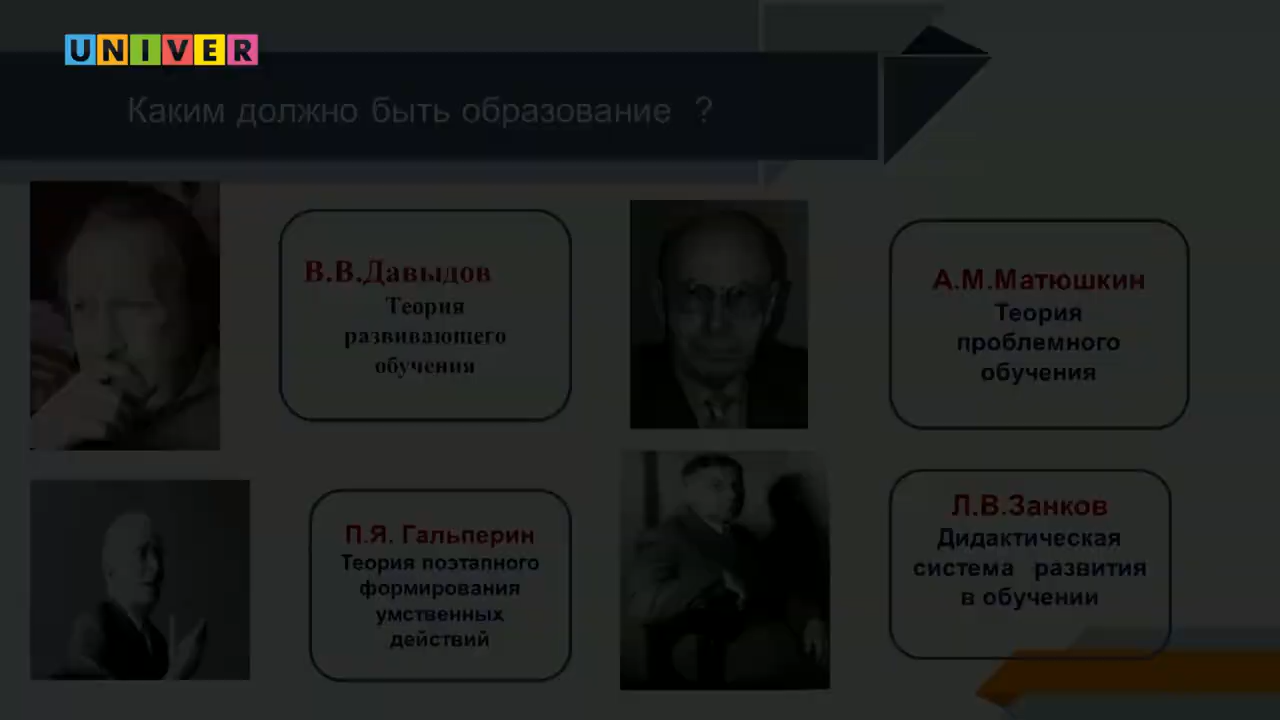 UNIVER
Каким должно быть образование ?
В.В.Давыдов
Теория
развивающего
обучения
А.М.Матюшкин
Теория
проблемного
обучения
П.Я. Гальперин
Теория поэтапного
формирования
умственных
действий
Л.В.Занков
Дидактическая
система развития
в обучении